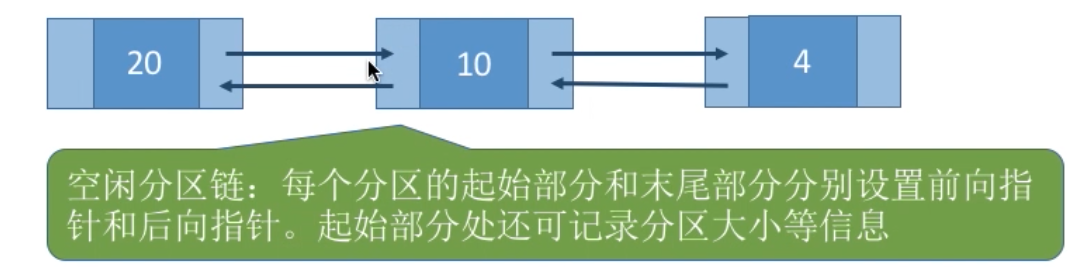 20 10 4
空闲分区链：每个分区的起始部分和末尾部分分别设置前向指
针和后向指针。起始部分处还可记录分区大小等信息